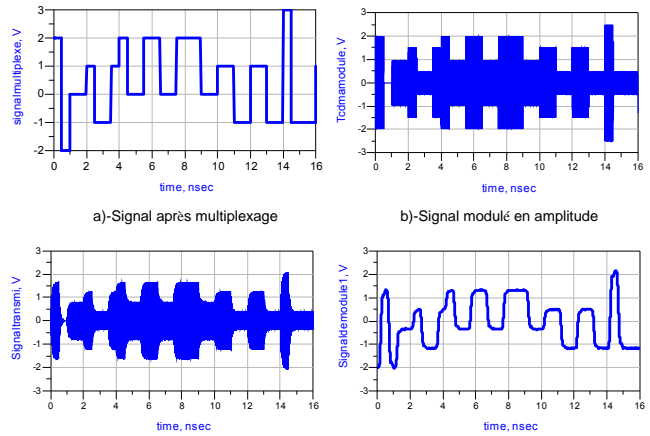 signalmultiplexe, V
3
2
1
0
-1
-2
0 2 4 6 8 10 12 14 16
time, nsec
Tcdmamodule, V
3
2
1
0
-1
-2
-3
0 2 4 6 8 10 12 14 16
time, nsec
a)-Signal après multiplexage
b)-Signal modulé en amplitude
Signaltransmi, V
3
2
1
0
-1
-2
-3
0 2 4 6 8 10 12 14 16
time, nsec
Signaldemodule1, V
3
2
1
0
-1
-2
-3
0 2 4 6 8 10 12 14 16
time, nsec